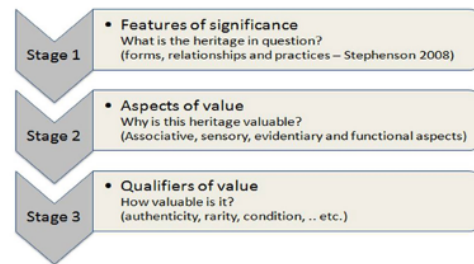 Stage 1
• Features of significance
What is the heritage in question?
(forms, relationships and practices – Stephenson 2008)
Stage 2
• Aspects of value
Why is this heritage valuable?
(Associative, sensory, evidentiary and functional aspects)
Stage 3
• Qualifiers of value
How valuable is it?
(authenticity, rarity, condition, .. etc.)